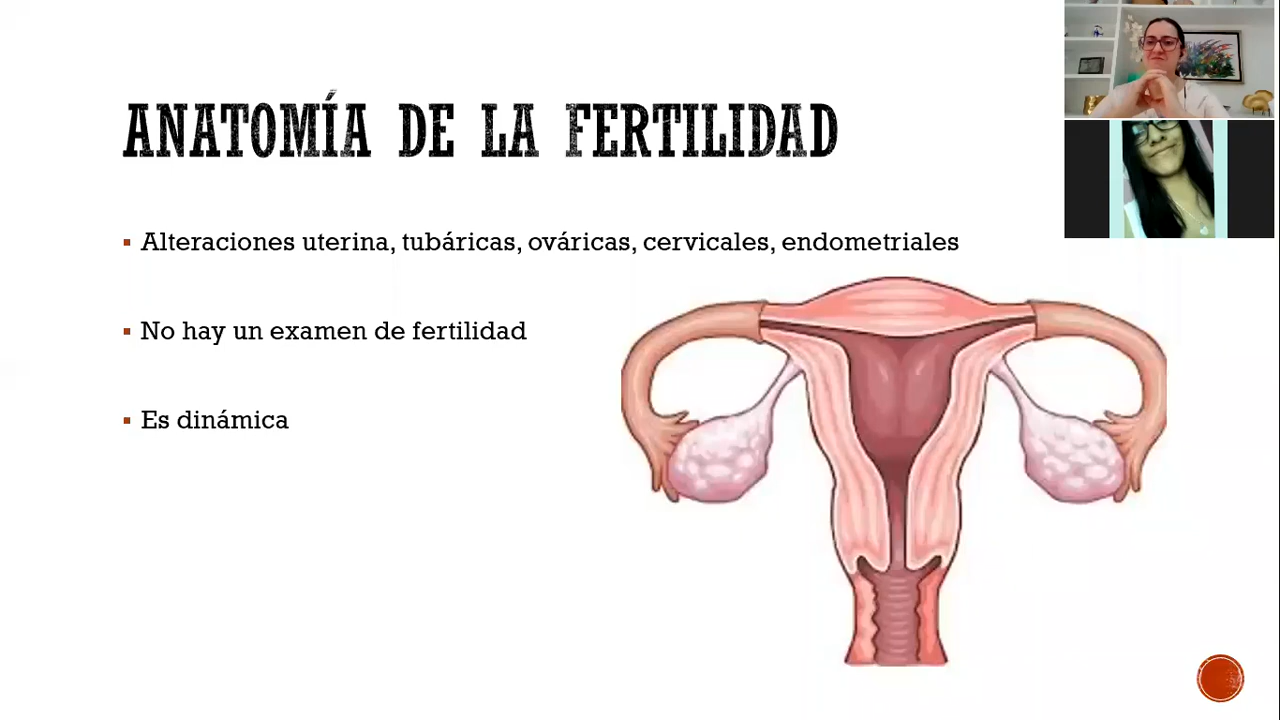 ANATOMÍA DE LA FERTILIDAD
Alteraciones uterina, tubáricas, ováricas, cervicales, endometriales
No hay un examen de fertilidad
Es dinámica